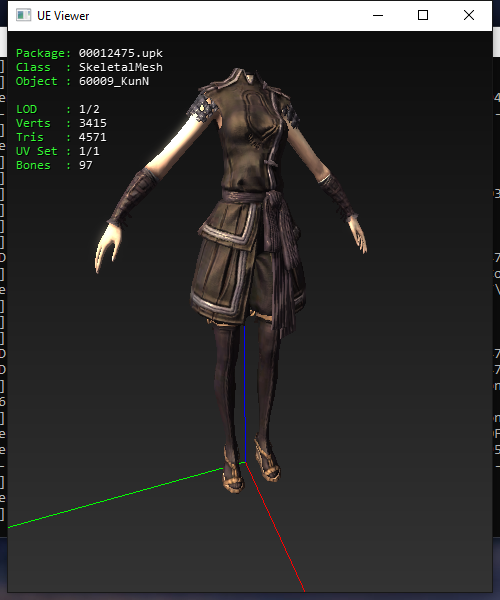 UE Viewer
Package: 00012475.upk
Class : SkeletalMesh
Object : 60009_KunN
LOD : 1/2
Verts : 3415
Tris : 4571
UV Set : 1/1
Bones : 97